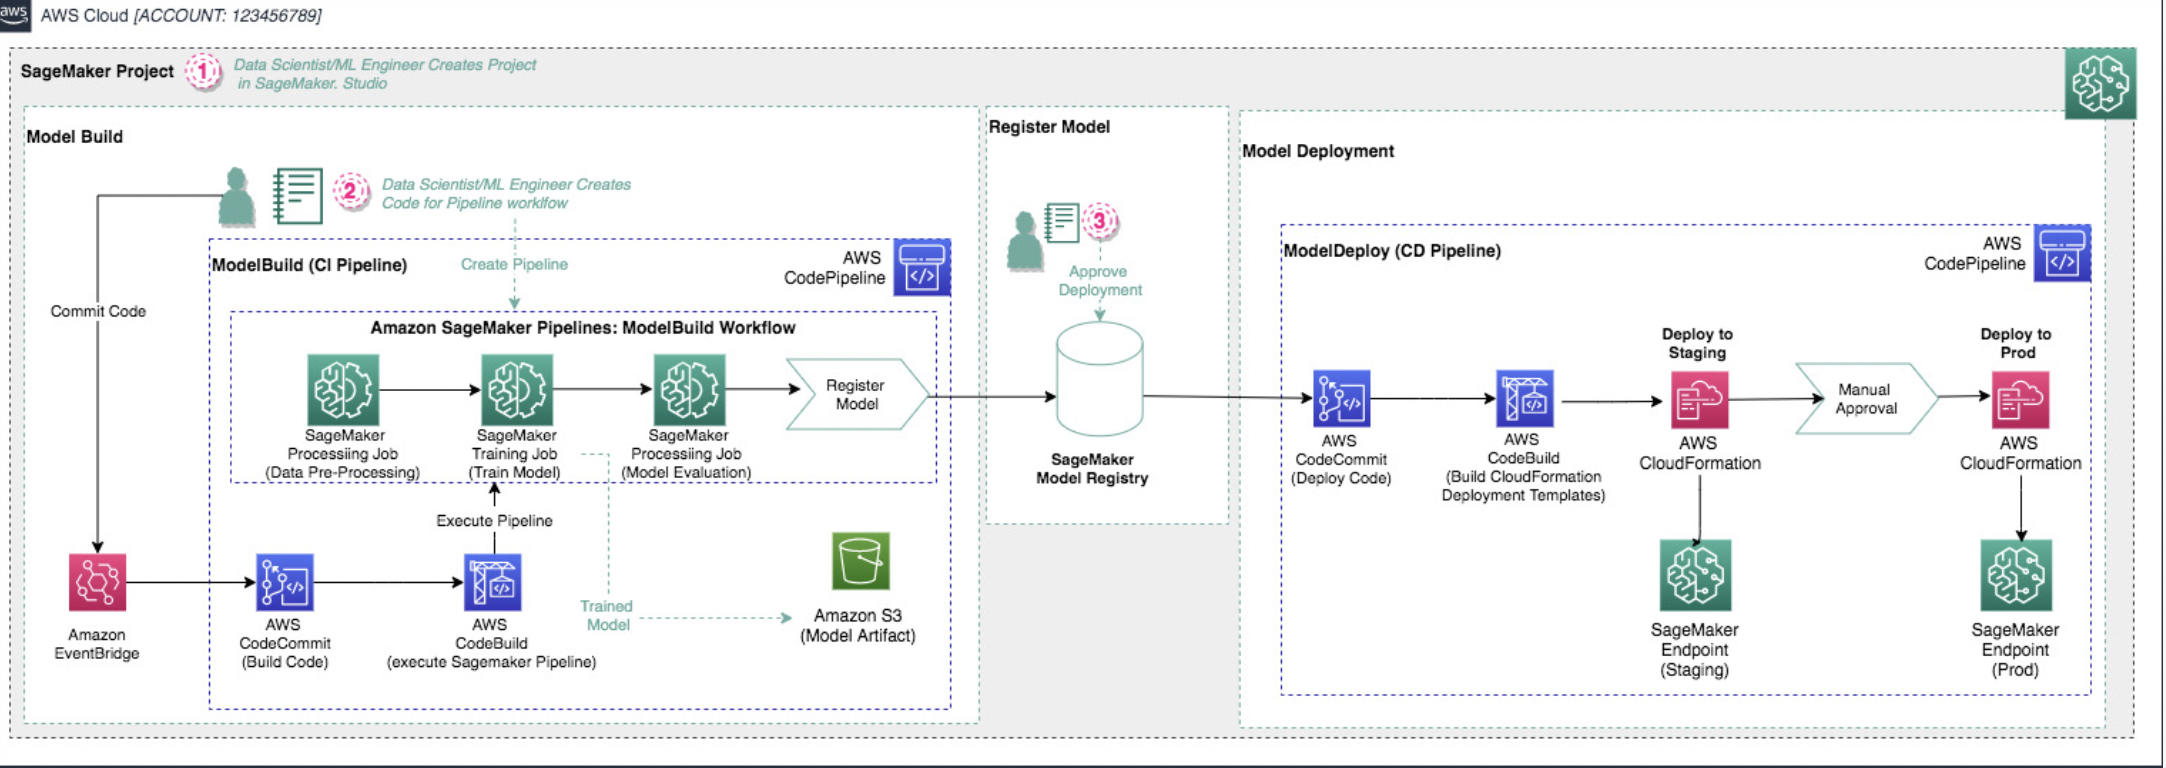 aws
AWS Cloud [ACCOUNT: 123456789]
SageMaker Project
1
Data Scientist/ML Engineer Creates Project
in SageMaker. Studio
Model Build
2
Data Scientist/ML Engineer Creates
Code for Pipeline worklfow
Commit Code
ModelBuild (CI Pipeline)
Create Pipeline
AWS
CodePipeline
Amazon SageMaker Pipelines: ModelBuild Workflow
SageMaker
Processiing Job
(Data Pre-Processing)
SageMaker
Training Job
(Train Model)
SageMaker
Processiing Job
(Model Evaluation)
Register
Model
Execute Pipeline
Amazon
EventBridge
AWS
CodeCommit
(Build Code)
AWS
CodeBuild
(execute Sagemaker Pipeline)
Trained
Model
Amazon S3
(Model Artifact)
Register Model
3
Approve
Deployment
SageMaker
Model Registry
Model Deployment
ModelDeploy (CD Pipeline)
AWS
CodePipeline
AWS
CodeCommit
(Deploy Code)
AWS
CodeBuild
(Build CloudFormation
Deployment Templates)
Deploy to
Staging
AWS
CloudFormation
Manual
Approval
Deploy to
Prod
AWS
CloudFormation
SageMaker
Endpoint
(Staging)
SageMaker
Endpoint
(Prod)